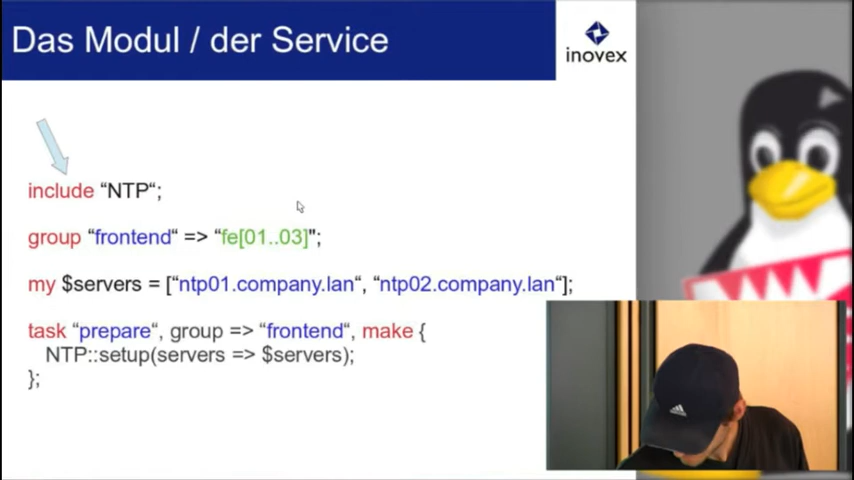 Das Modul / der Service
inovex
include “NTP“;
group “frontend“ => “fe[01..03]";
my $servers = [“ntp01.company.lan“, “ntp02.company.lan“];
task “prepare“, group => “frontend“, make {
NTP::setup(servers => $servers);
};